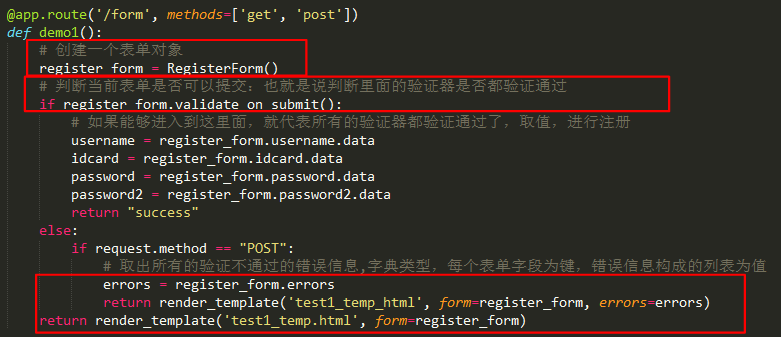 @app.route('/form', methods=['get', 'post'])
def demo1():
# 创建一个表单对象
register_form = RegisterForm()
# 判断当前表单是否可以提交：也就是说判断里面的验证器是否都验证通过
if register_form.validate_on_submit():
# 如果能够进入到这里面，就代表所有的验证器都验证通过了，取值，进行注册
username = register_form.username.data
idcard = register_form.idcard.data
password = register_form.password.data
password2 = register_form.password2.data
return "success"
else:
if request.method == "POST":
# 取出所有的验证不通过的错误信息,字典类型，每个表单字段为键，错误信息构成的列表为值
errors = register_form.errors
return render_template('test1_temp_html', form=register_form, errors=errors)
return render_template('test1_temp.html', form=register_form)